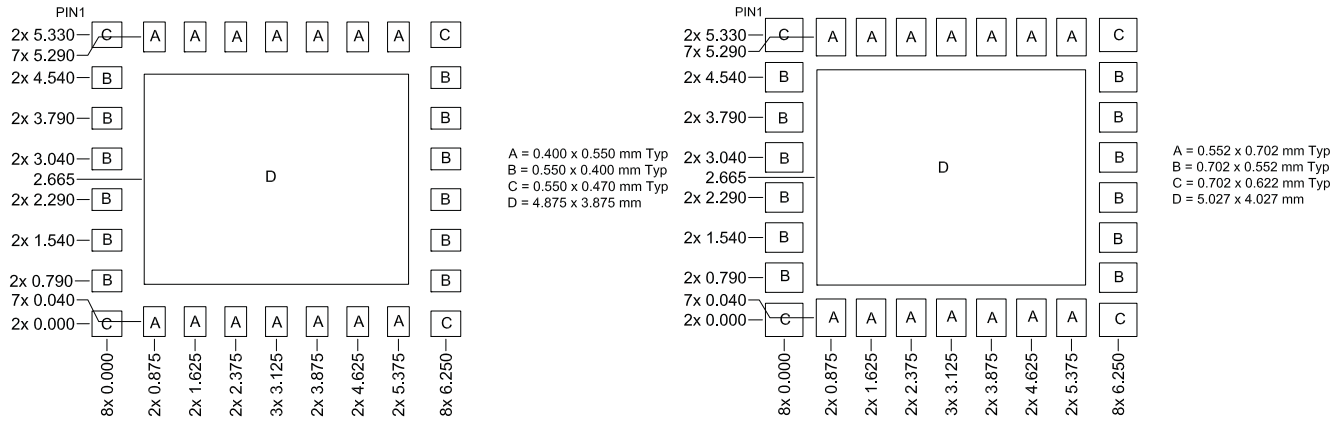 PIN1
2x 5.330 C A A A A A A A C
7x 5.290
2x 4.540 B B
2x 3.790 B B
2x 3.040 B B
2.665 D
2x 2.290 B B
2x 1.540 B B
2x 0.790 B B
7x 0.040
2x 0.000 C A A A A A A A C
8x 0.000
2x 0.875
2x 1.625
2x 2.375
3x 3.125
2x 3.875
2x 4.625
2x 5.375
8x 6.250
A = 0.400 x 0.550 mm Typ
B = 0.550 x 0.400 mm Typ
C = 0.550 x 0.470 mm Typ
D = 4.875 x 3.875 mm
PIN1
2x 5.330 C A A A A A A A C
7x 5.290
2x 4.540 B B
2x 3.790 B B
2x 3.040 B B
2.665 D
2x 2.290 B B
2x 1.540 B B
2x 0.790 B B
7x 0.040
2x 0.000 C A A A A A A A C
8x 0.000
2x 0.875
2x 1.625
2x 2.375
3x 3.125
2x 3.875
2x 4.625
2x 5.375
8x 6.250
A = 0.552 x 0.702 mm Typ
B = 0.702 x 0.552 mm Typ
C = 0.702 x 0.622 mm Typ
D = 5.027 x 4.027 mm